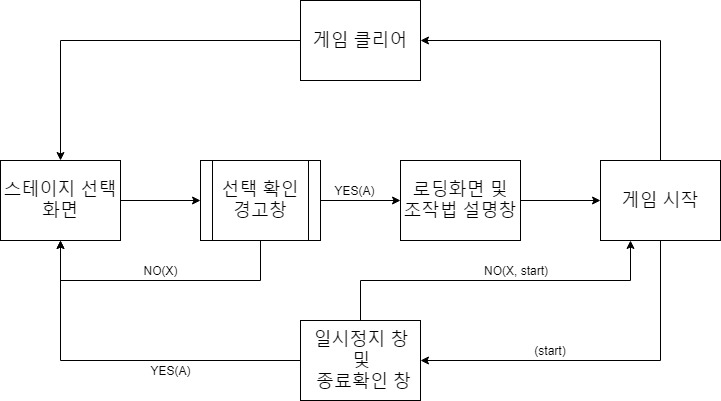 게임 클리어
스테이지 선택
화면
선택 확인
경고창
YES(A)
로딩화면 및
조작법 설명창
게임 시작
NO(X)
NO(X, start)
일시정지 창
및
종료확인 창
YES(A)
(start)